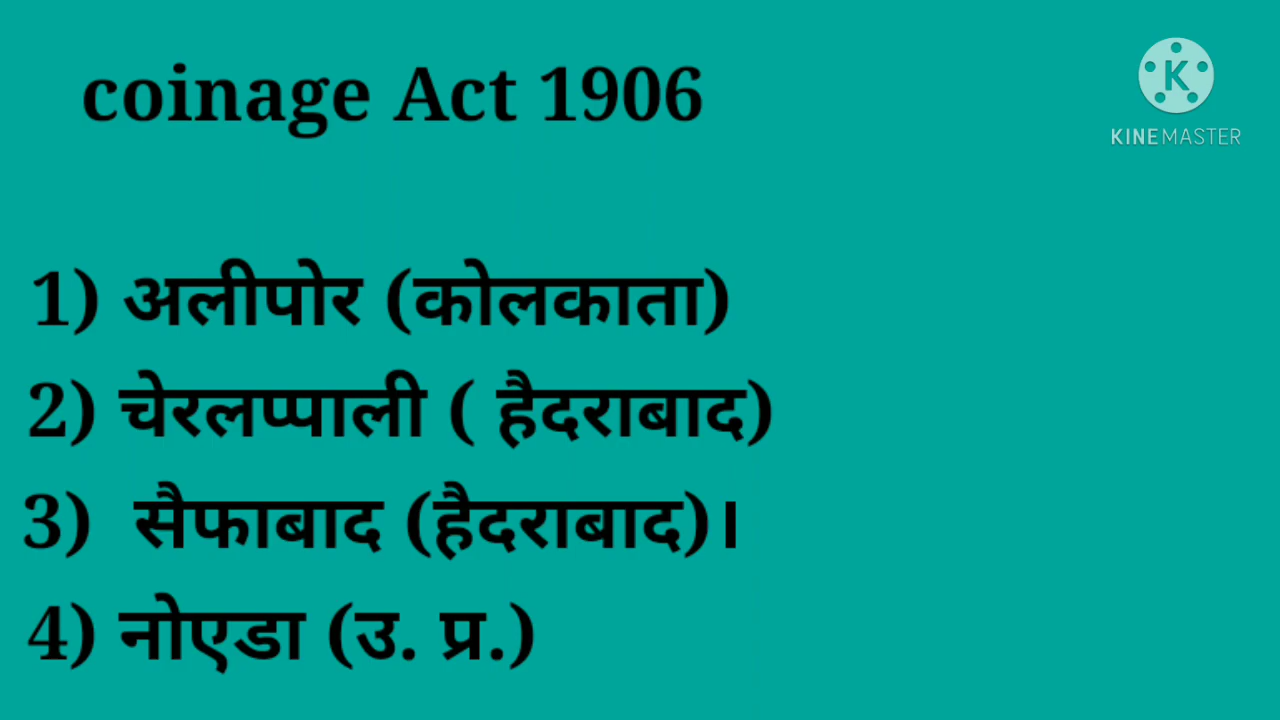 coinage Act 1906
KINEMASTER
1) अलीपोर (कोलकाता)
2) चेरलप्पाली ( हैदराबाद)
3) सैफाबाद (हैदराबाद)।
4) नोएडा (उ. प्र.)